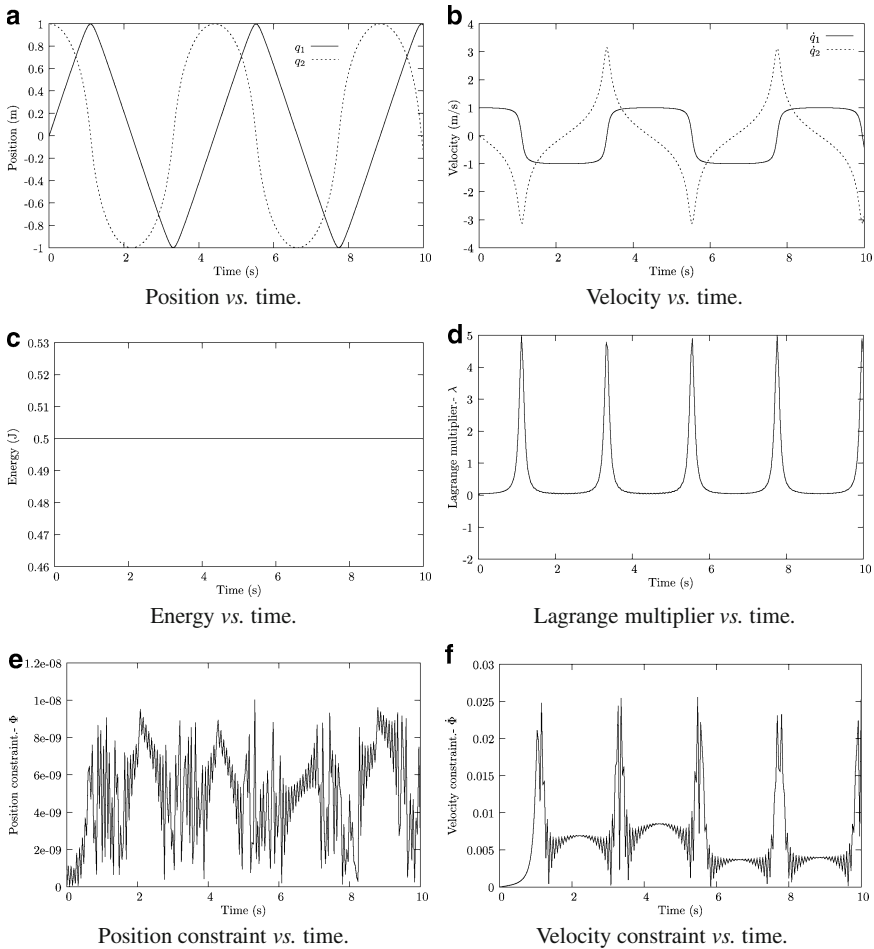 a
1
0.8
0.6
0.4
0.2
0
-0.2
-0.4
-0.6
-0.8
-1
Position (m)
q1
q2
0 2 4 6 8 10
Time (s)
Position vs. time.
b
4
3
2
1
0
-1
-2
-3
-4
Velocity (m/s)
q̇1
q̇2
0 2 4 6 8 10
Time (s)
Velocity vs. time.
c
0.53
0.52
0.51
0.5
0.49
0.48
0.47
0.46
Energy (J)
0 2 4 6 8 10
Time (s)
Energy vs. time.
d
5
4
3
2
1
0
-1
-2
Lagrange multiplier.- λ
0 2 4 6 8 10
Time (s)
Lagrange multiplier vs. time.
e
1.2e-08
1e-08
8e-09
6e-09
4e-09
2e-09
0
Position constraint.- Φ
0 2 4 6 8 10
Time (s)
Position constraint vs. time.
f
0.03
0.025
0.02
0.015
0.01
0.005
0
Velocity constraint.- Φ̇
0 2 4 6 8 10
Time (s)
Velocity constraint vs. time.